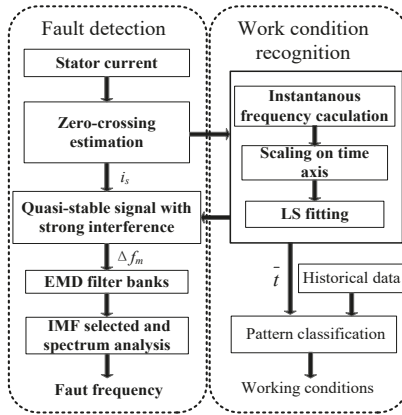 Fault detection
Stator current
Zero-crossing
estimation
i_s
Quasi-stable signal with
strong interference
Δf_m
EMD filter banks
IMF selected and
spectrum analysis
Faut frequency
Work condition
recognition
Instantanous
frequency caculation
Scaling on time
axis
LS fitting
t̄
Historical data
Pattern classification
Working conditions